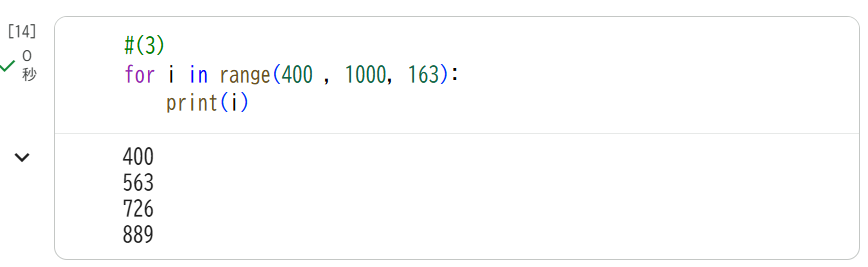 [14]
0
秒
#(3)
for i in range(400 , 1000, 163):
    print(i)
400
563
726
889